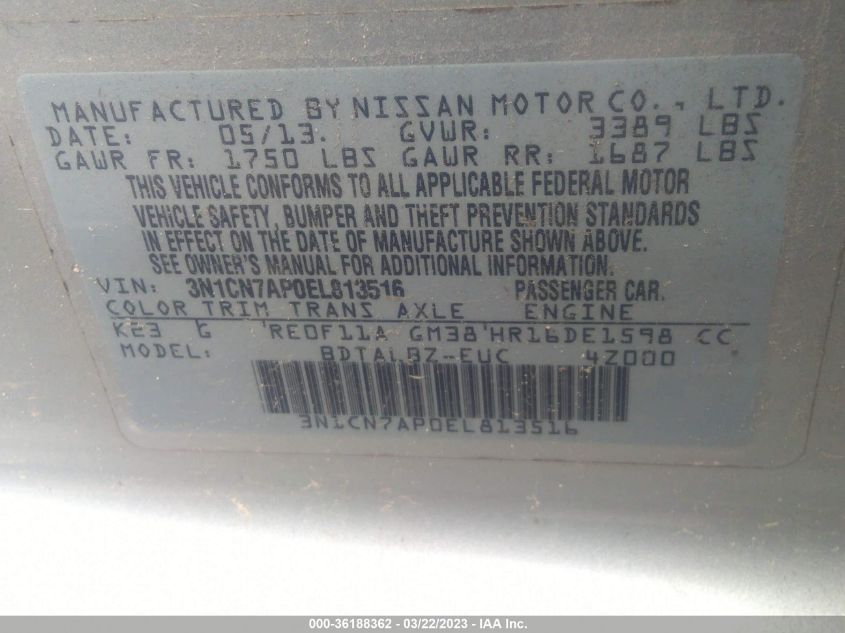 MANUFACTURED BY NISSAN MOTOR CO., LTD.
DATE: 05/13. GVWR: 3389 LBS
GAWR FR: 1750 LBS GAWR RR: 1687 LBS
THIS VEHICLE CONFORMS TO ALL APPLICABLE FEDERAL MOTOR
VEHICLE SAFETY, BUMPER AND THEFT PREVENTION STANDARDS
IN EFFECT ON THE DATE OF MANUFACTURE SHOWN ABOVE.
SEE OWNER'S MANUAL FOR ADDITIONAL INFORMATION.
VIN: 3N1CN7AP0EL813516 PASSENGER CAR.
COLOR TRIM TRANS AXLE ENGINE
KE3 G 'RE0F11A GM38'HR16DE1598 CC
MODEL: BDTALBZ-EUC 4Z000
3N1CN7AP0EL813516
000-36188362 - 03/22/2023 - IAA Inc.